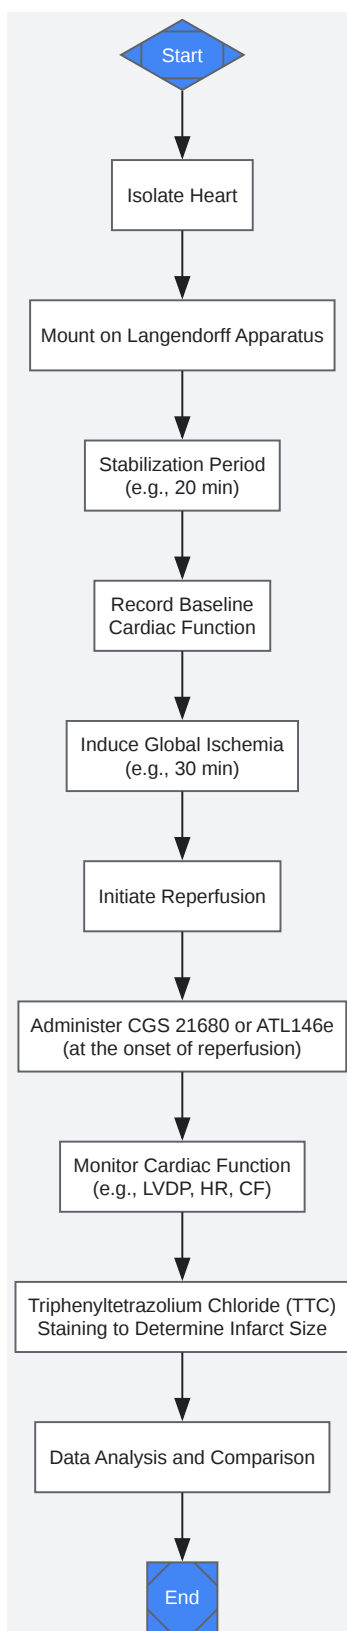 Start
Isolate Heart
Mount on Langendorff Apparatus
Stabilization Period
(e.g., 20 min)
Record Baseline
Cardiac Function
Induce Global Ischemia
(e.g., 30 min)
Initiate Reperfusion
Administer CGS 21680 or ATL146e
(at the onset of reperfusion)
Monitor Cardiac Function
(e.g., LVDP, HR, CF)
Triphenyltetrazolium Chloride (TTC)
Staining to Determine Infarct Size
Data Analysis and Comparison
End